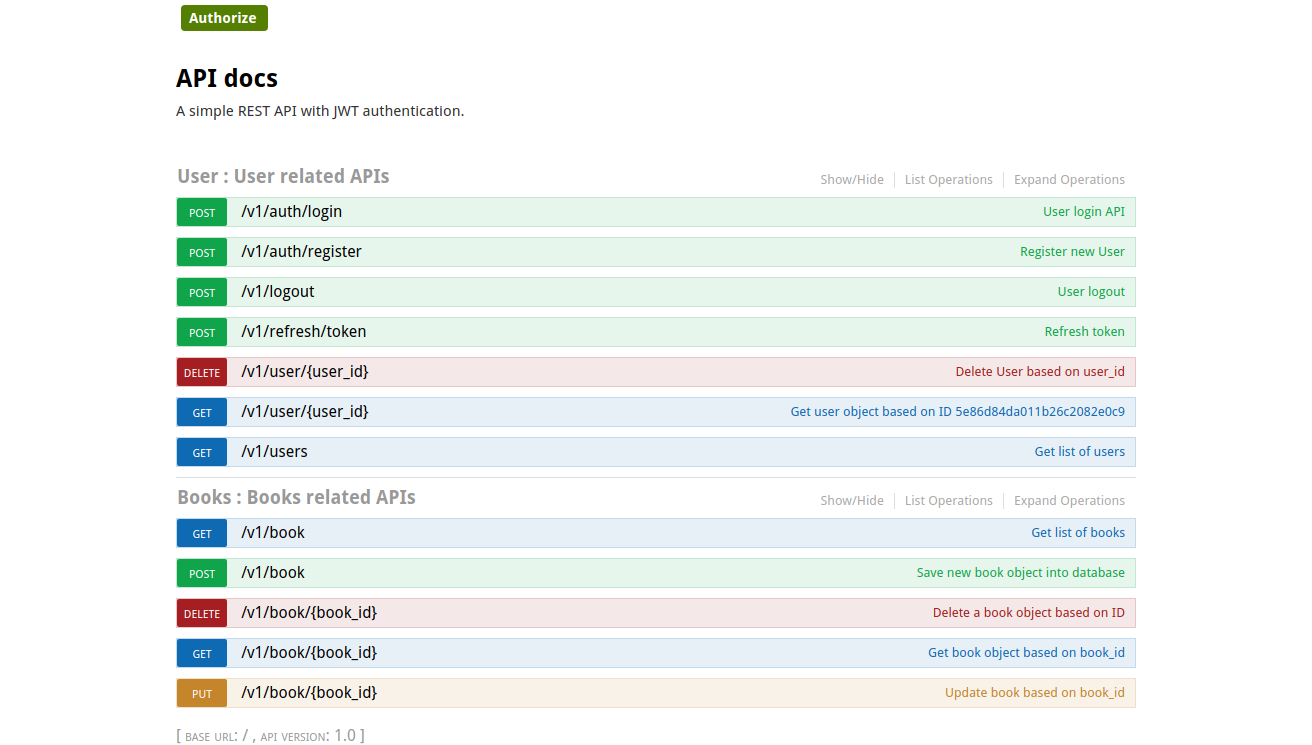 Authorize
API docs
A simple REST API with JWT authentication.
User : User related APIs Show/Hide List Operations Expand Operations
POST /v1/auth/login User login API
POST /v1/auth/register Register new User
POST /v1/logout User logout
POST /v1/refresh/token Refresh token
DELETE /v1/user/{user_id} Delete User based on user_id
GET /v1/user/{user_id} Get user object based on ID 5e86d84da011b26c2082e0c9
GET /v1/users Get list of users
Books : Books related APIs Show/Hide List Operations Expand Operations
GET /v1/book Get list of books
POST /v1/book Save new book object into database
DELETE /v1/book/{book_id} Delete a book object based on ID
GET /v1/book/{book_id} Get book object based on book_id
PUT /v1/book/{book_id} Update book based on book_id
[ BASE URL: / , API VERSION: 1.0 ]